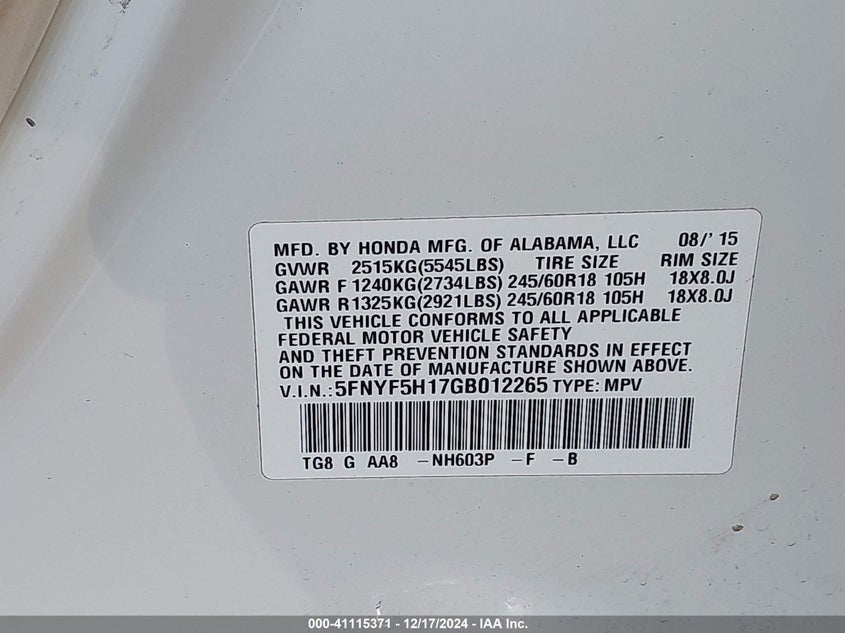 MFD. BY HONDA MFG. OF ALABAMA, LLC 08/' 15
GVWR 2515KG(5545LBS) TIRE SIZE RIM SIZE
GAWR F 1240KG(2734LBS) 245/60R18 105H 18X8.0J
GAWR R 1325KG(2921LBS) 245/60R18 105H 18X8.0J
THIS VEHICLE CONFORMS TO ALL APPLICABLE
FEDERAL MOTOR VEHICLE SAFETY
AND THEFT PREVENTION STANDARDS IN EFFECT
ON THE DATE OF MANUFACTURE SHOWN ABOVE.
V.I.N.:5FNYF5H17GB012265 TYPE: MPV
TG8 G AA8 -NH603P -F -B
000-41115371 - 12/17/2024 - IAA Inc.